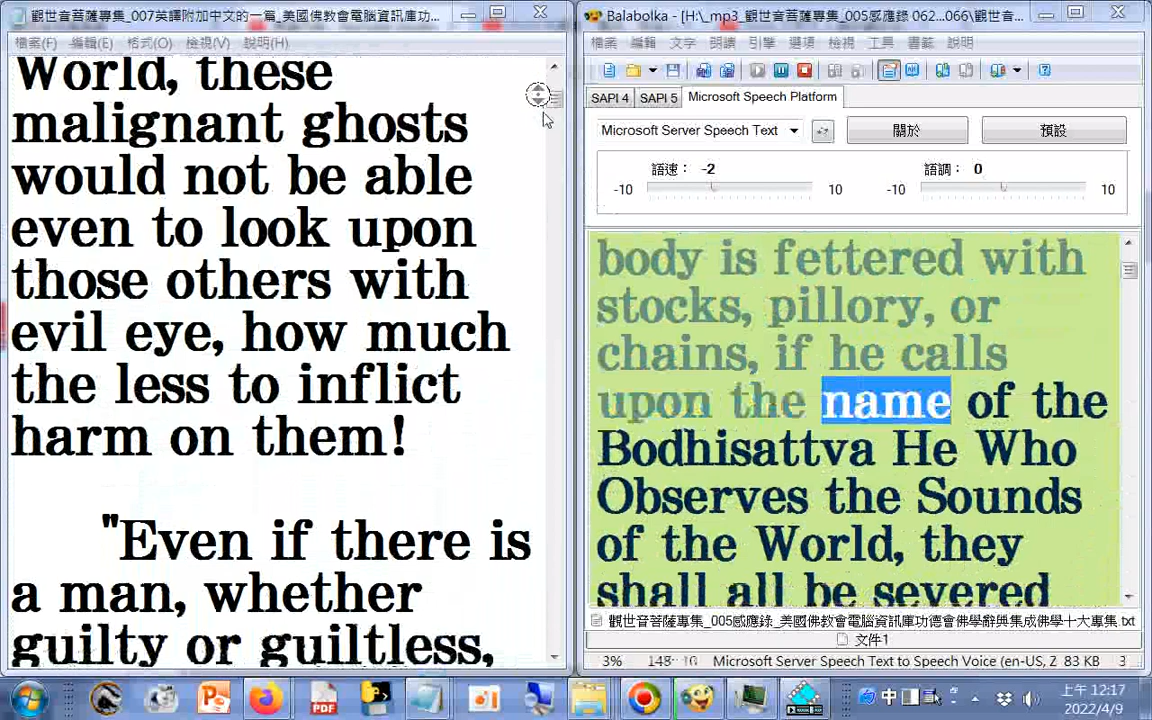 觀世音菩薩專集_007英譯附加中文的一篇_美國佛教會電腦資訊庫功...
檔案(F) 編輯(E) 格式(O) 檢視(V) 說明(H)
World, these
malignant ghosts
would not be able
even to look upon
those others with
evil eye, how much
the less to inflict
harm on them!
"Even if there is
a man, whether
guilty or guiltless,
Balabolka - [H:\_mp3_觀世音菩薩專集_005感應錄 062...066\觀世音...
檔案 編輯 文字 朗讀 引擎 選項 檢視 工具 書籤 說明
SAPI 4 SAPI 5 Microsoft Speech Platform
Microsoft Server Speech Text 關於 預設
語速： -2 語調： 0
-10 10 -10 10
body is fettered with
stocks, pillory, or
chains, if he calls
upon the name of the
Bodhisattva He Who
Observes the Sounds
of the World, they
shall all be severed
觀世音菩薩專集_005感應錄_美國佛教會電腦資訊庫功德會佛學辭典集成佛學十大專集 txt
文件1
3% Microsoft Server Speech Text to Speech Voice (en-US, Z 83 KB 3
中
上午 12:17
2022/4/9